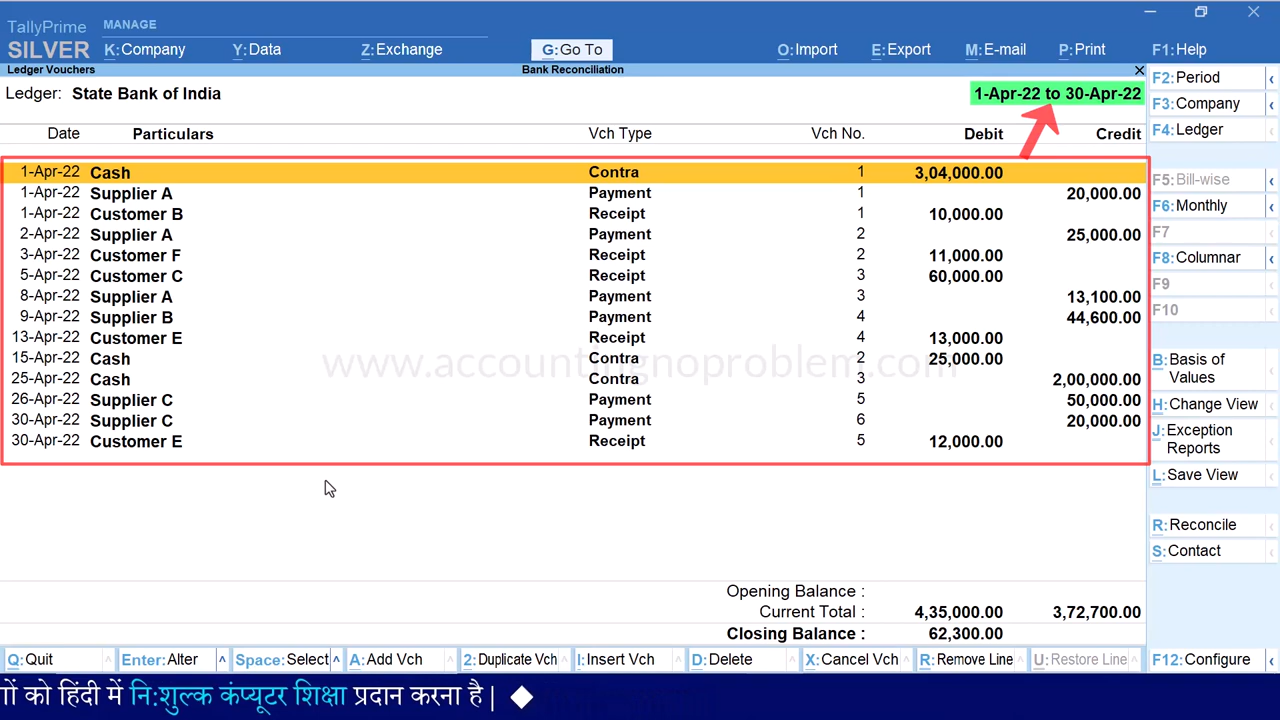 TallyPrime MANAGE
SILVER K:Company Y:Data Z:Exchange G:Go To O:Import E:Export M:E-mail P:Print F1:Help
Ledger Vouchers Bank Reconciliation
Ledger: State Bank of India 1-Apr-22 to 30-Apr-22
Date Particulars Vch Type Vch No. Debit Credit
1-Apr-22 Cash Contra 1 3,04,000.00
1-Apr-22 Supplier A Payment 1 20,000.00
1-Apr-22 Customer B Receipt 1 10,000.00
2-Apr-22 Supplier A Payment 2 25,000.00
3-Apr-22 Customer F Receipt 2 11,000.00
5-Apr-22 Customer C Receipt 3 60,000.00
8-Apr-22 Supplier A Payment 3 13,100.00
9-Apr-22 Supplier B Payment 4 44,600.00
13-Apr-22 Customer E Receipt 4 13,000.00
15-Apr-22 Cash Contra 2 25,000.00
www.accountingnoproblem.com
25-Apr-22 Cash Contra 3 2,00,000.00
26-Apr-22 Supplier C Payment 5 50,000.00
30-Apr-22 Supplier C Payment 6 20,000.00
30-Apr-22 Customer E Receipt 5 12,000.00
Opening Balance :
Current Total : 4,35,000.00 3,72,700.00
Closing Balance : 62,300.00
F2:Period
F3:Company
F4:Ledger
F5:Bill-wise
F6:Monthly
F7
F8:Columnar
F9
F10
B:Basis of
Values
H:Change View
J:Exception
Reports
L:Save View
R:Reconcile
S:Contact
Q:Quit Enter:Alter Space:Select A:Add Vch 2:Duplicate Vch I:Insert Vch D:Delete X:Cancel Vch R:Remove Line U:Restore Line F12:Configure
गों को हिंदी में नि:शुल्क कंप्यूटर शिक्षा प्रदान करना है|